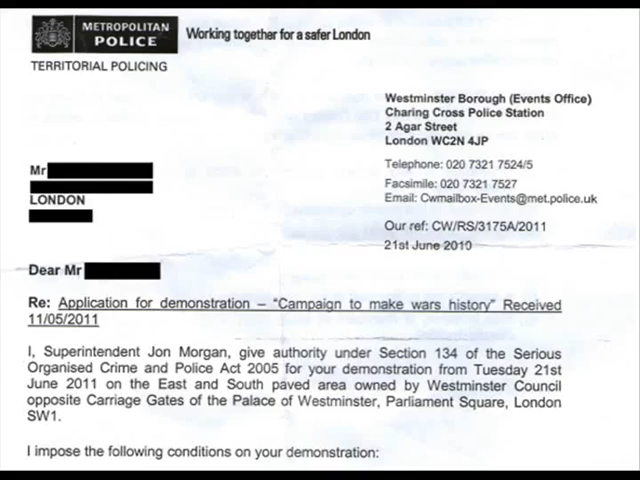 METROPOLITAN
POLICE
Working together for a safer London
TERRITORIAL POLICING
Westminster Borough (Events Office)
Charing Cross Police Station
2 Agar Street
London WC2N 4JP
Telephone: 020 7321 7524/5
Facsimile: 020 7321 7527
Email: Cwmailbox-Events@met.police.uk
Our ref: CW/RS/3175A/2011
21st June 2010
Mr
LONDON
Dear Mr
Re: Application for demonstration – “Campaign to make wars history” Received
11/05/2011
I, Superintendent Jon Morgan, give authority under Section 134 of the Serious
Organised Crime and Police Act 2005 for your demonstration from Tuesday 21st
June 2011 on the East and South paved area owned by Westminster Council
opposite Carriage Gates of the Palace of Westminster, Parliament Square, London
SW1.
I impose the following conditions on your demonstration: